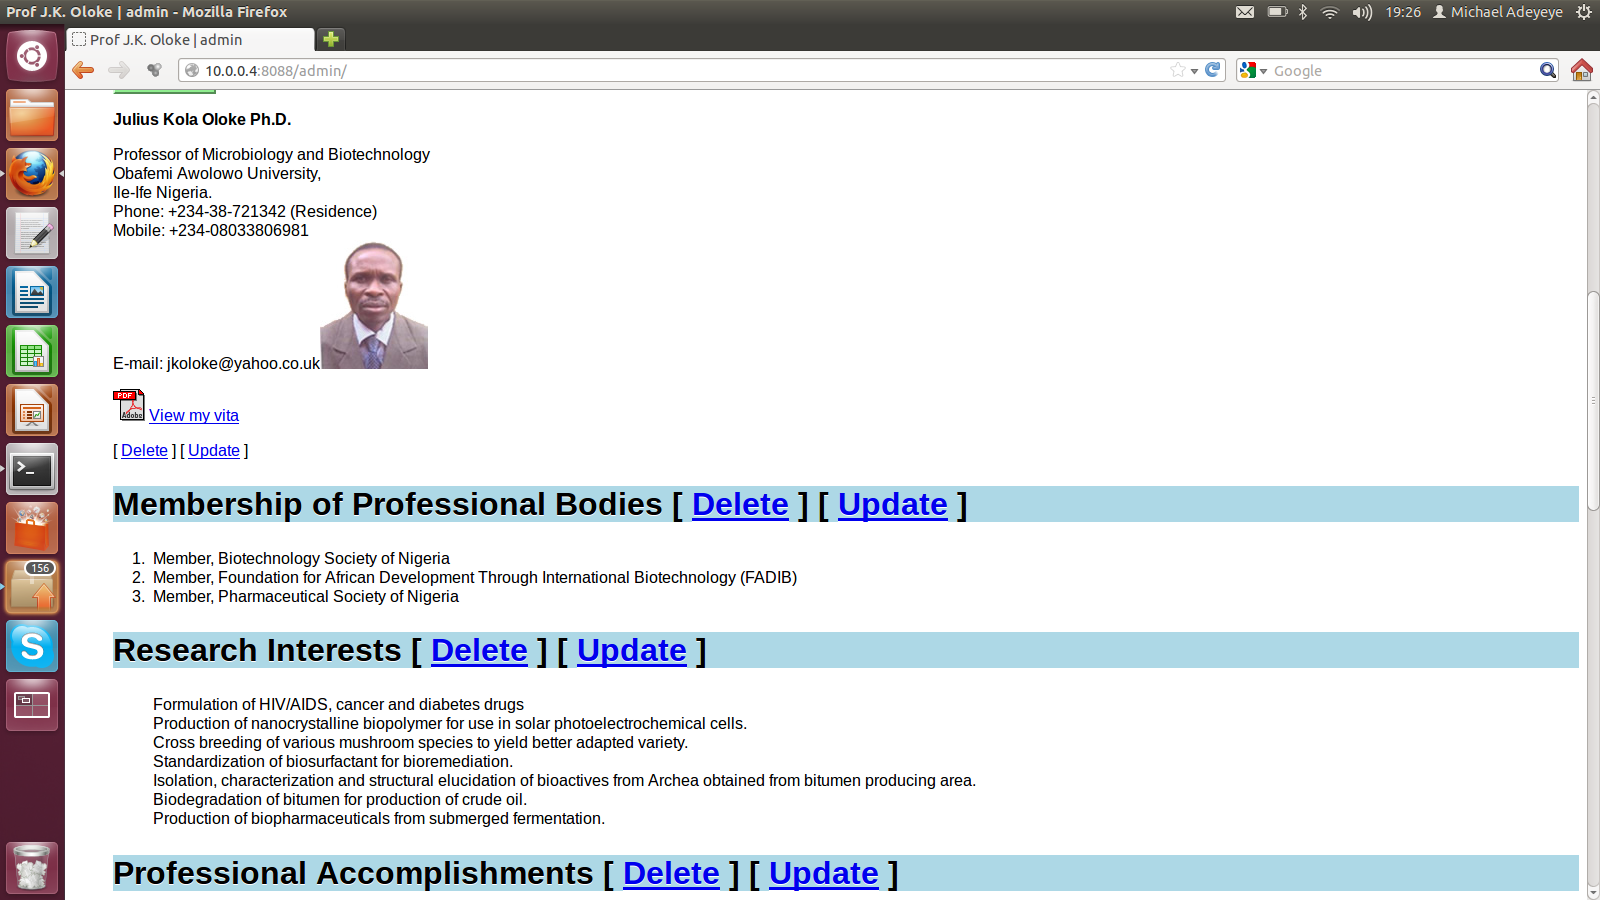 Prof J.K. Oloke | admin - Mozilla Firefox
19:26 Michael Adeyeye
Prof J.K. Oloke | admin
10.0.0.4:8088/admin/
Google
Julius Kola Oloke Ph.D.
Professor of Microbiology and Biotechnology
Obafemi Awolowo University,
Ile-Ife Nigeria.
Phone: +234-38-721342 (Residence)
Mobile: +234-08033806981
E-mail: jkoloke@yahoo.co.uk
PDF
Adobe
View my vita
[ Delete ] [ Update ]
Membership of Professional Bodies [ Delete ] [ Update ]
1. Member, Biotechnology Society of Nigeria
2. Member, Foundation for African Development Through International Biotechnology (FADIB)
3. Member, Pharmaceutical Society of Nigeria
Research Interests [ Delete ] [ Update ]
Formulation of HIV/AIDS, cancer and diabetes drugs
Production of nanocrystalline biopolymer for use in solar photoelectrochemical cells.
Cross breeding of various mushroom species to yield better adapted variety.
Standardization of biosurfactant for bioremediation.
Isolation, characterization and structural elucidation of bioactives from Archea obtained from bitumen producing area.
Biodegradation of bitumen for production of crude oil.
Production of biopharmaceuticals from submerged fermentation.
Professional Accomplishments [ Delete ] [ Update ]
156